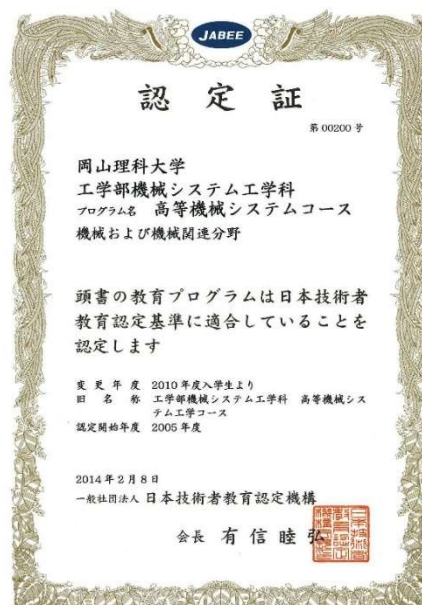 JABEE
認定証
第00200号
岡山理科大学
工学部機械システム工学科
プログラム名 高等機械システムコース
機械および機械関連分野
頭書の教育プログラムは日本技術者
教育認定基準に適合していることを
認定します
変更年度 2010年度入学生より
旧名称 工学部機械システム工学科 高等機械シス
テム工学コース
認定開始年度 2005年度
2014年2月8日
一般社団法人 日本技術者教育認定機構
会長 有信睦弘